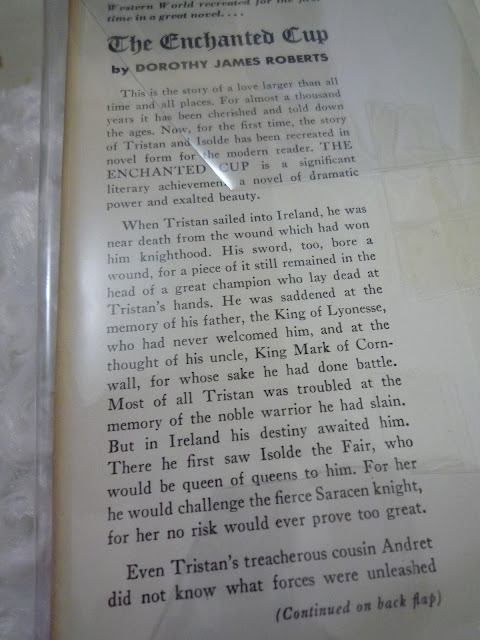 Western World recreated for the first
time in a great novel. . . .
The Enchanted Cup
by DOROTHY JAMES ROBERTS
This is the story of a love larger than all
time and all places. For almost a thousand
years it has been cherished and told down
the ages. Now, for the first time, the story
of Tristan and Isolde has been recreated in
novel form for the modern reader. THE
ENCHANTED CUP is a significant
literary achievement, a novel of dramatic
power and exalted beauty.
When Tristan sailed into Ireland, he was
near death from the wound which had won
him knighthood. His sword, too, bore a
wound, for a piece of it still remained in the
head of a great champion who lay dead at
Tristan's hands. He was saddened at the
memory of his father, the King of Lyonesse,
who had never welcomed him, and at the
thought of his uncle, King Mark of Corn-
wall, for whose sake he had done battle.
Most of all Tristan was troubled at the
memory of the noble warrior he had slain.
But in Ireland his destiny awaited him.
There he first saw Isolde the Fair, who
would be queen of queens to him. For her
he would challenge the fierce Saracen knight,
for her no risk would ever prove too great.
Even Tristan's treacherous cousin Andret
did not know what forces were unleashed
(Continued on back flap)